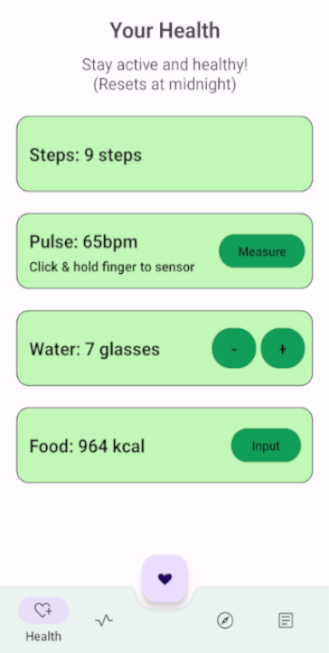 Your Health
Stay active and healthy!
(Resets at midnight)
Steps: 9 steps
Pulse: 65bpm
Measure
Click & hold finger to sensor
Water: 7 glasses
-
+
Food: 964 kcal
Input
Health